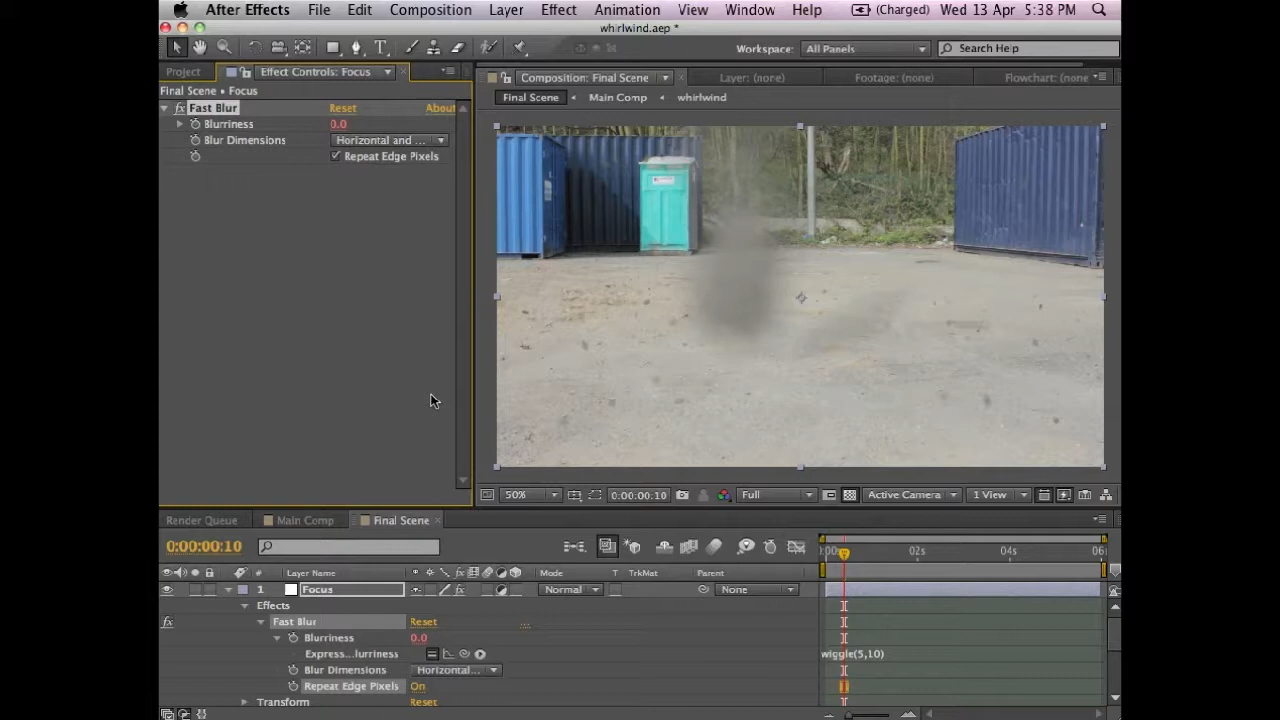 After Effects File Edit Composition Layer Effect Animation View Window Help (Charged) Wed 13 Apr 5:38 PM
whirlwind.aep *
T Workspace: All Panels Search Help
Project Effect Controls: Focus
Final Scene • Focus
Fast Blur Reset About
Blurriness 0.0
Blur Dimensions Horizontal and ...
Repeat Edge Pixels
Composition: Final Scene Layer: (none) Footage: (none) Flowchart: (none
Final Scene Main Comp whirlwind
50% 0:00:00:10 Full Active Camera 1 View
Render Queue Main Comp Final Scene
0:00:00:10
:00s 02s 04s 06
# Layer Name fx Mode T TrkMat Parent
1 Focus fx Normal None
Effects
fx Fast Blur Reset ...
Blurriness 0.0
Express...lurriness wiggle(5,10)
Blur Dimensions Horizontal...
Repeat Edge Pixels On
Transform Reset